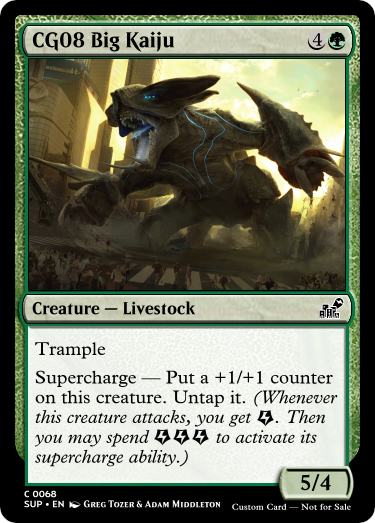 CG08 Big Kaiju 4
Creature — Livestock
Trample
Supercharge — Put a +1/+1 counter
on this creature. Untap it. (Whenever
this creature attacks, you get . Then
you may spend to activate its
supercharge ability.)
5/4
C 0068
SUP • EN Greg Tozer & Adam Middleton
Custom Card — Not for Sale